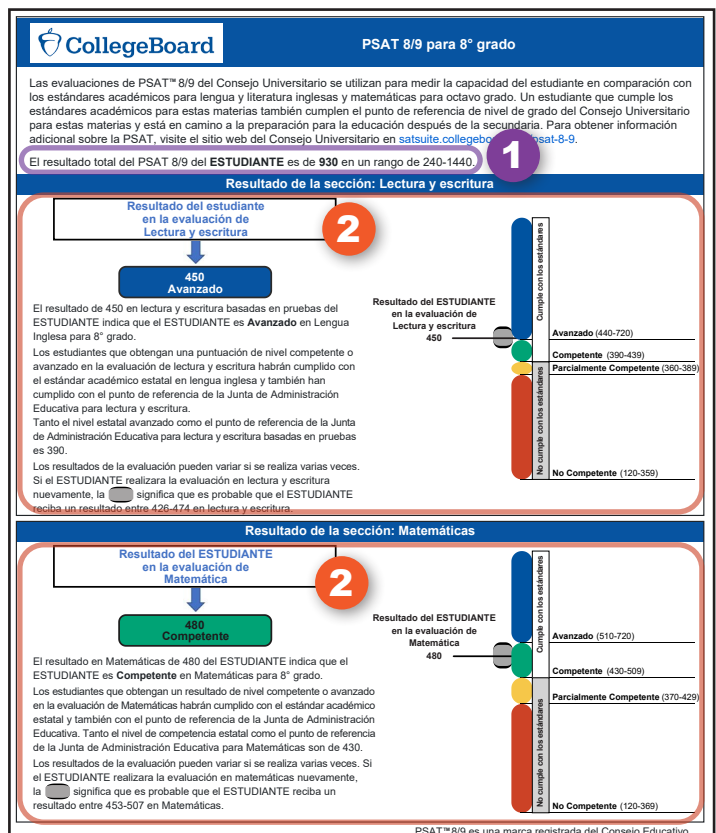 CollegeBoard
PSAT 8/9 para 8° grado
Las evaluaciones de PSAT™ 8/9 del Consejo Universitario se utilizan para medir la capacidad del estudiante en comparación con
los estándares académicos para lengua y literatura inglesas y matemáticas para octavo grado. Un estudiante que cumple los
estándares académicos para estas materias también cumplen el punto de referencia de nivel de grado del Consejo Universitario
para estas materias y está en camino a la preparación para la educación después de la secundaria. Para obtener información
adicional sobre la PSAT, visite el sitio web del Consejo Universitario en satsuite.collegebo sat-8-9.
El resultado total del PSAT 8/9 del ESTUDIANTE es de 930 en un rango de 240-1440.
1
Resultado de la sección: Lectura y escritura
Resultado del estudiante
en la evaluación de
Lectura y escritura
2
450
Avanzado
El resultado de 450 en lectura y escritura basadas en pruebas del
ESTUDIANTE indica que el ESTUDIANTE es Avanzado en Lengua
Inglesa para 8° grado.
Los estudiantes que obtengan una puntuación de nivel competente o
avanzado en la evaluación de lectura y escritura habrán cumplido con
el estándar académico estatal en lengua inglesa y también han
cumplido con el punto de referencia de la Junta de Administración
Educativa para lectura y escritura.
Tanto el nivel estatal avanzado como el punto de referencia de la Junta
de Administración Educativa para lectura y escritura basadas en pruebas
es 390.
Los resultados de la evaluación pueden variar si se realiza varias veces.
Si el ESTUDIANTE realizara la evaluación en lectura y escritura
nuevamente, la significa que es probable que el ESTUDIANTE
reciba un resultado entre 426-474 en lectura y escritura.
Resultado del ESTUDIANTE
en la evaluación de
Lectura y escritura
450
Cumple con los estándares
No cumple con los estándares
Avanzado (440-720)
Competente (390-439)
Parcialmente Competente (360-389)
No Competente (120-359)
Resultado de la sección: Matemáticas
Resultado del ESTUDIANTE
en la evaluación de
Matemática
2
480
Competente
El resultado en Matemáticas de 480 del ESTUDIANTE indica que el
ESTUDIANTE es Competente en Matemáticas para 8° grado.
Los estudiantes que obtengan un resultado de nivel competente o avanzado
en la evaluación de Matemáticas habrán cumplido con el estándar académico
estatal y también con el punto de referencia de la Junta de Administración
Educativa. Tanto el nivel de competencia estatal como el punto de referencia
de la Junta de Administración Educativa para Matemáticas son de 430.
Los resultados de la evaluación pueden variar si se realiza varias veces. Si
el ESTUDIANTE realizara la evaluación en matemáticas nuevamente,
la significa que es probable que el ESTUDIANTE reciba un
resultado entre 453-507 en Matemáticas.
Resultado del ESTUDIANTE
en la evaluación de
Matemática
480
Cumple con los estándares
No cumple con los estándares
Avanzado (510-720)
Competente (430-509)
Parcialmente Competente (370-429)
No Competente (120-369)
PSAT™8/9 es una marca registrada del Consejo Educativo